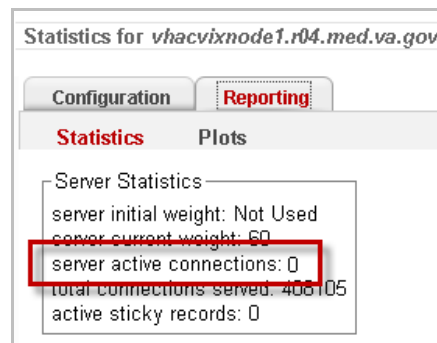 Statistics for vhacvixnode1.r04.med.va.gov
Configuration Reporting
Statistics Plots
Server Statistics
server initial weight: Not Used
server current weight: 60
server active connections: 0
total connections served: 408105
active sticky records: 0